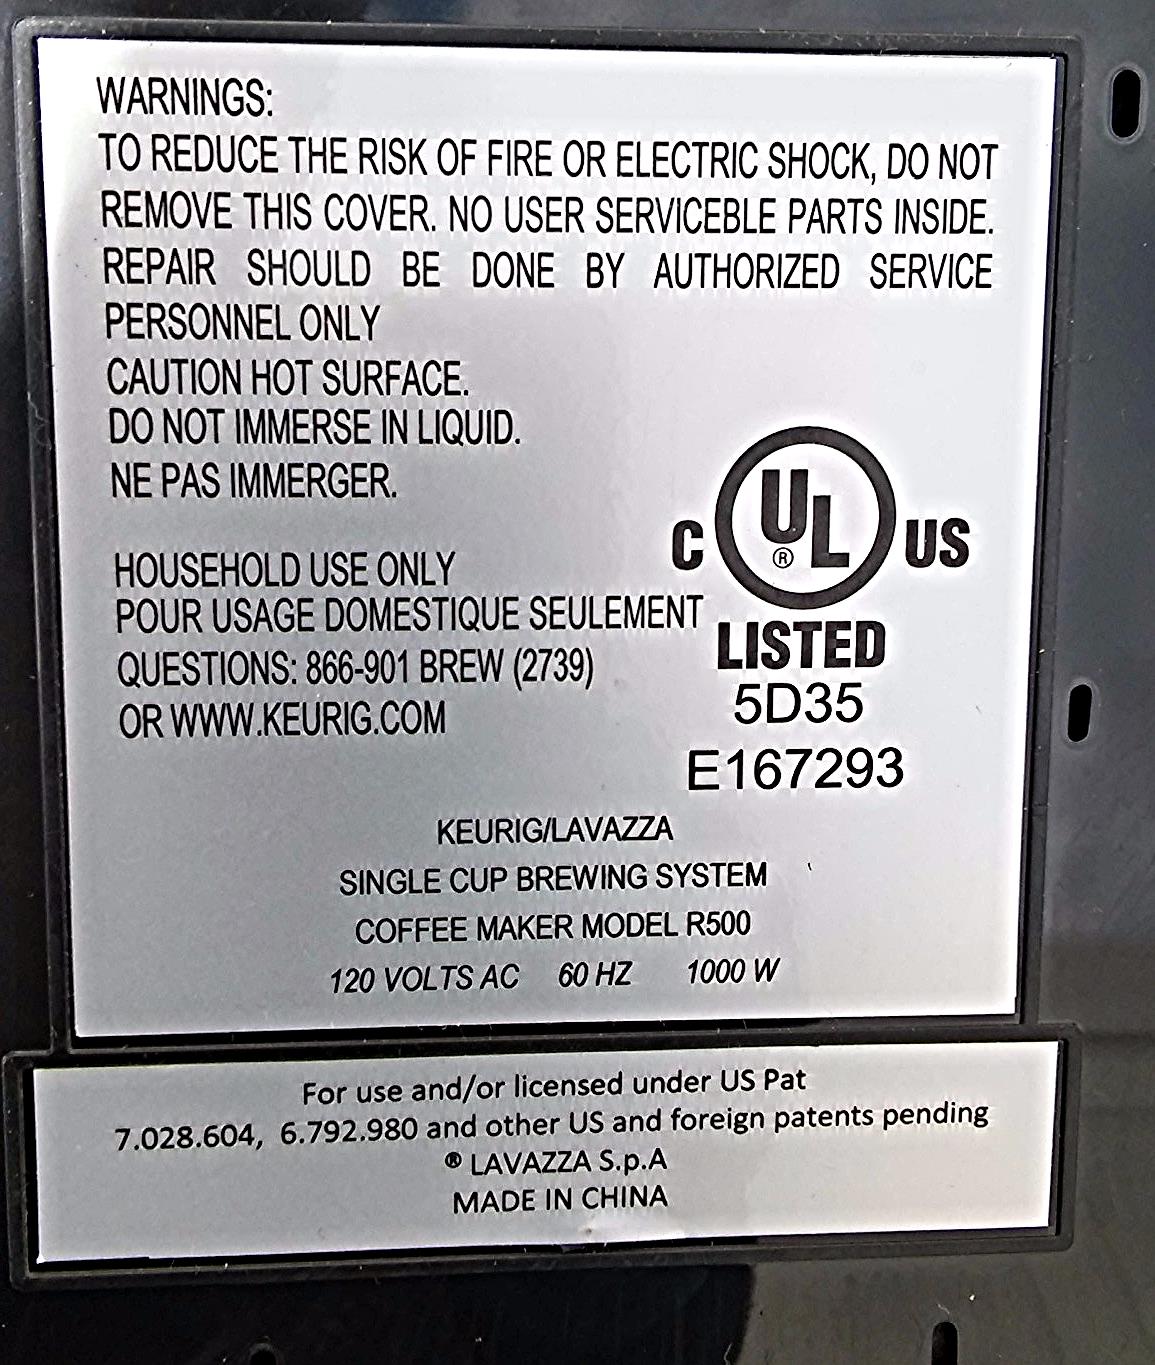 WARNINGS:
TO REDUCE THE RISK OF FIRE OR ELECTRIC SHOCK, DO NOT
REMOVE THIS COVER. NO USER SERVICEBLE PARTS INSIDE.
REPAIR SHOULD BE DONE BY AUTHORIZED SERVICE
PERSONNEL ONLY
CAUTION HOT SURFACE.
DO NOT IMMERSE IN LIQUID.
NE PAS IMMERGER.
HOUSEHOLD USE ONLY
POUR USAGE DOMESTIQUE SEULEMENT
QUESTIONS: 866-901 BREW (2739)
OR WWW.KEURIG.COM
C UL ® US
LISTED
5D35
E167293
KEURIG/LAVAZZA
SINGLE CUP BREWING SYSTEM
COFFEE MAKER MODEL R500
120 VOLTS AC 60 HZ 1000 W
For use and/or licensed under US Pat
7.028.604, 6.792.980 and other US and foreign patents pending
® LAVAZZA S.p.A
MADE IN CHINA